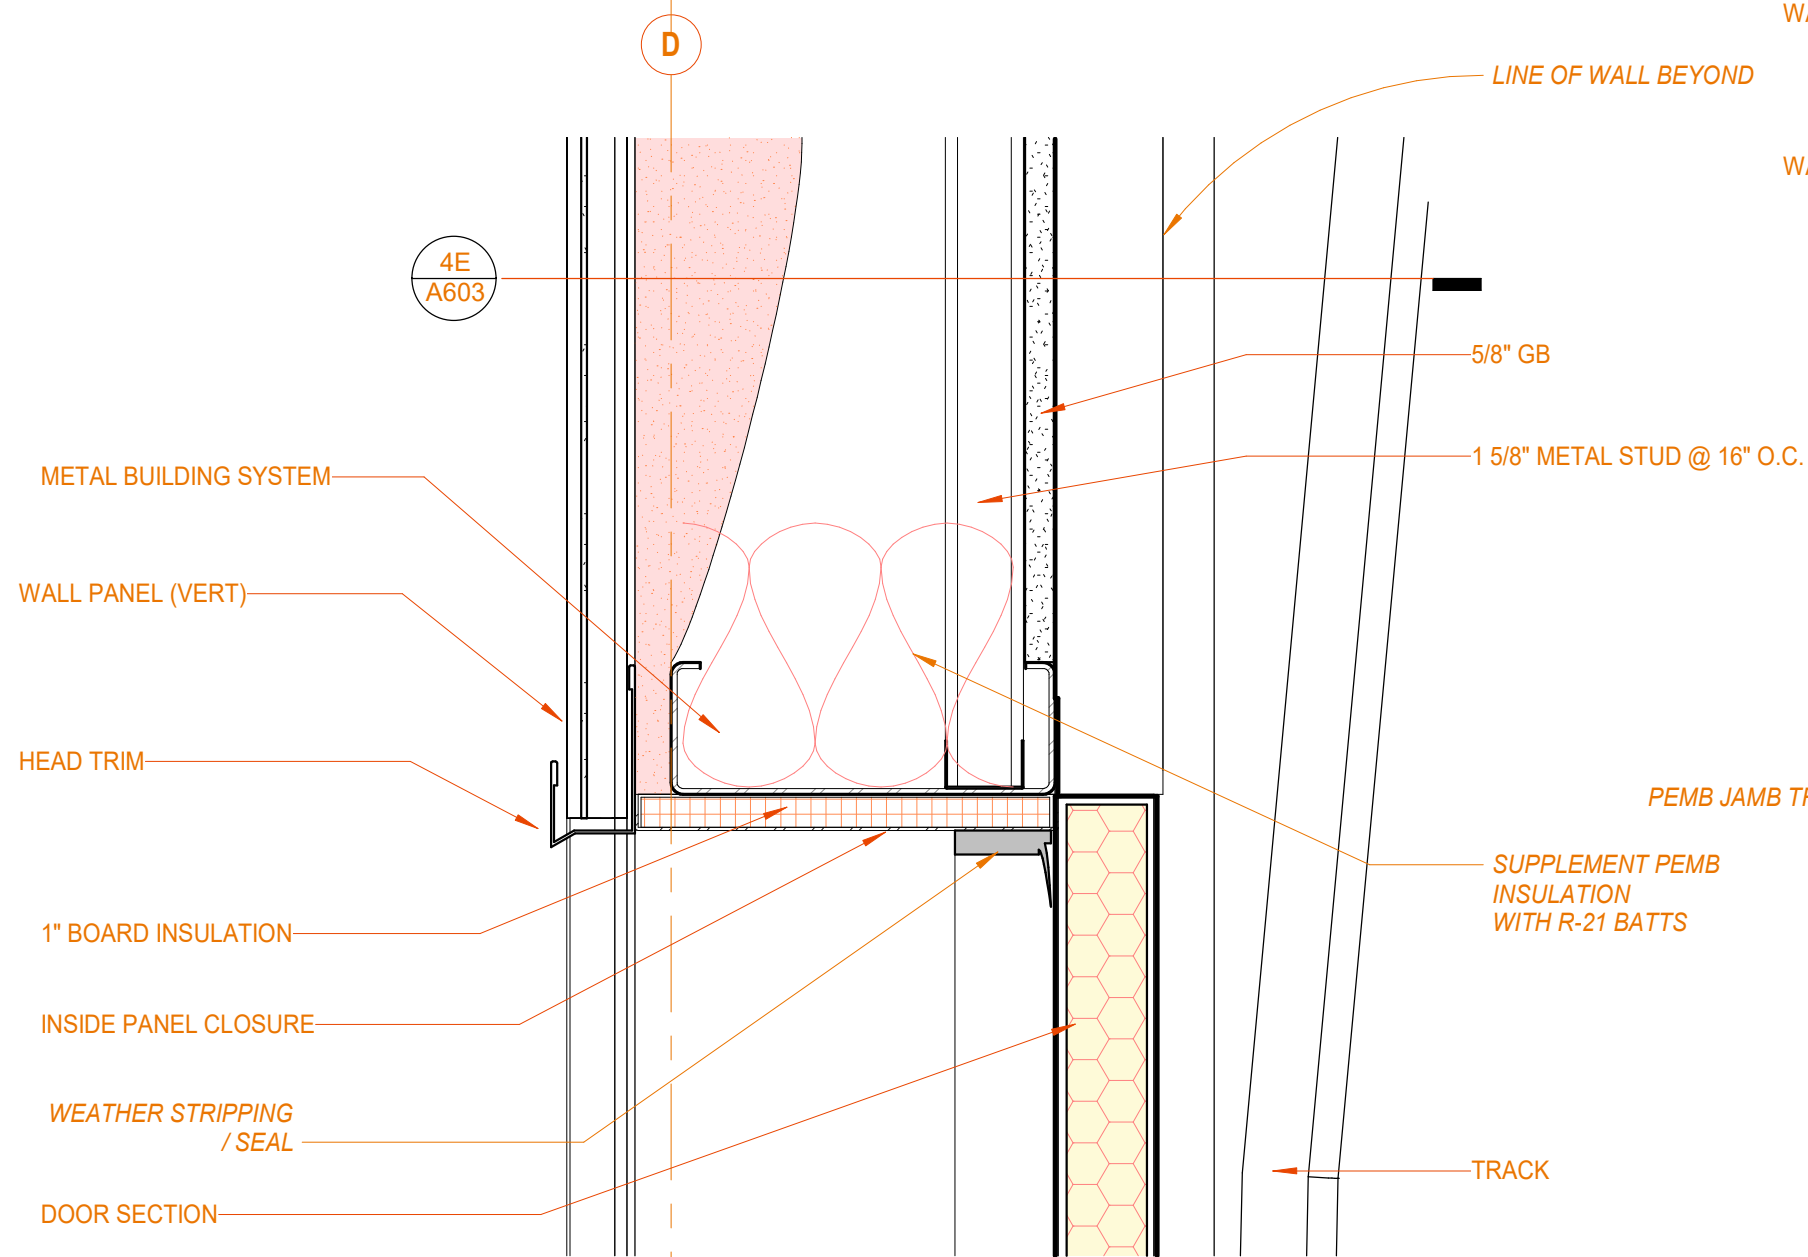 D
LINE OF WALL BEYOND
4E
A603
5/8" GB
1 5/8" METAL STUD @ 16" O.C.
METAL BUILDING SYSTEM
WALL PANEL (VERT)
HEAD TRIM
PEMB JAMB
SUPPLEMENT PEMB
INSULATION
WITH R-21 BATTS
1" BOARD INSULATION
INSIDE PANEL CLOSURE
WEATHER STRIPPING
/ SEAL
TRACK
DOOR SECTION